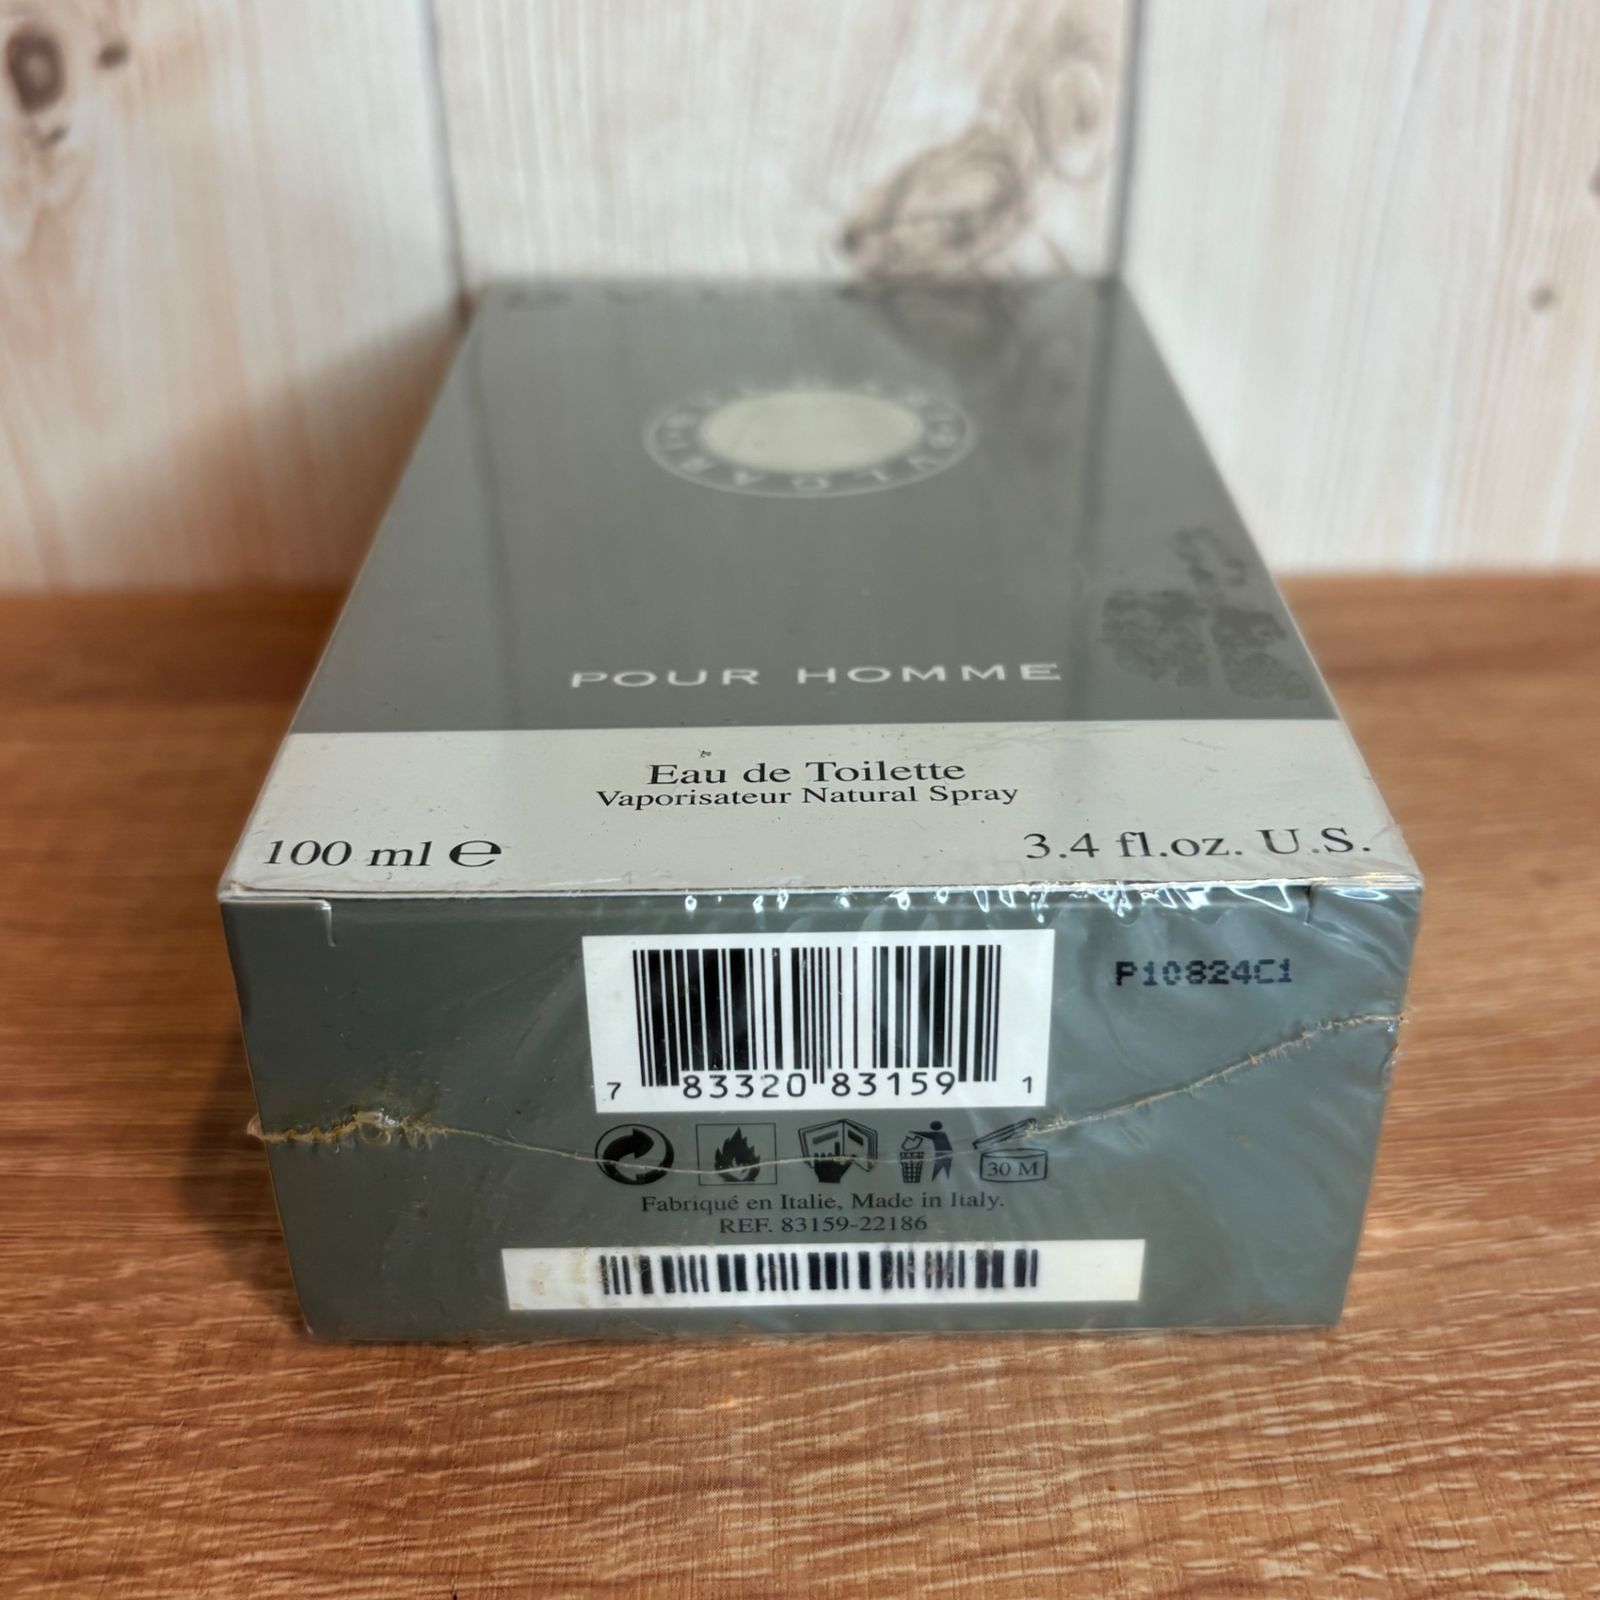 BVLGARI
POUR HOMME
Eau de Toilette
Vaporisateur Natural Spray
100 ml ℮
3.4 fl.oz. U.S.
P10824C1
7 83320 83159 1
30 M
Fabriqué en Italie, Made in Italy.
REF. 83159-22186